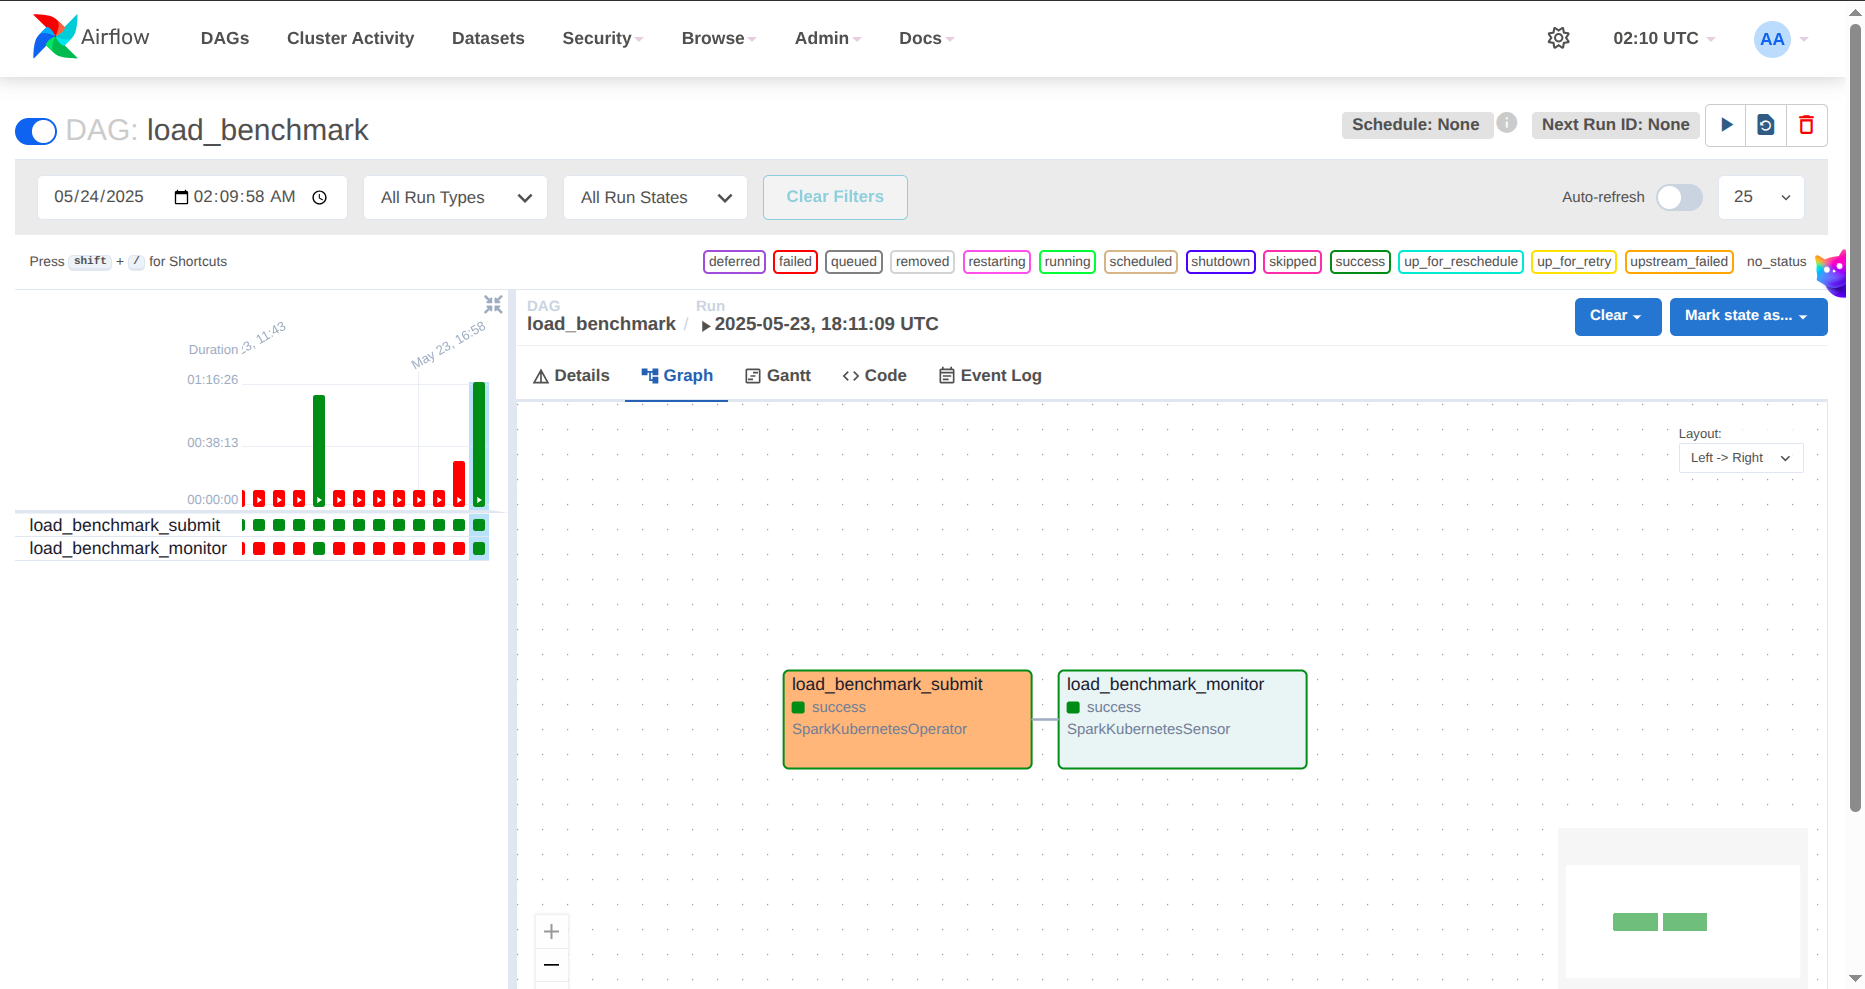 Airflow
DAGs Cluster Activity Datasets Security Browse Admin Docs
02:10 UTC
AA
DAG: load_benchmark
Schedule: None
Next Run ID: None
05/24/2025 02:09:58 AM
All Run Types
All Run States
Clear Filters
Auto-refresh
25
Press shift + / for Shortcuts
deferred failed queued removed restarting running scheduled shutdown skipped success up_for_reschedule up_for_retry upstream_failed no_status
DAG
load_benchmark /
Run
2025-05-23, 18:11:09 UTC
Clear
Mark state as...
3, 11:43
May 23, 16:58
Duration
01:16:26
00:38:13
00:00:00
load_benchmark_submit
load_benchmark_monitor
Details Graph Gantt Code Event Log
Layout:
Left -> Right
load_benchmark_submit
success
SparkKubernetesOperator
load_benchmark_monitor
success
SparkKubernetesSensor